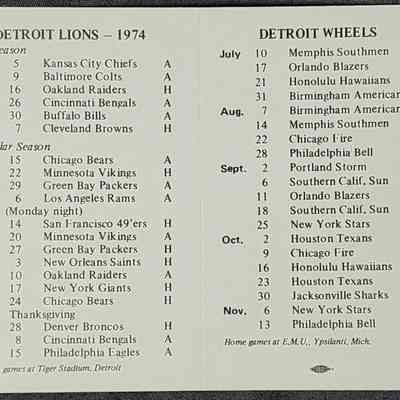 DETROIT LIONS – 1974
eason
5 Kansas City Chiefs A
9 Baltimore Colts A
16 Oakland Raiders H
26 Cincinnati Bengals A
30 Buffalo Bills A
7 Cleveland Browns H
lar Season
15 Chicago Bears A
22 Minnesota Vikings H
29 Green Bay Packers A
6 Los Angeles Rams A
(Monday night)
14 San Francisco 49'ers H
20 Minnesota Vikings A
27 Green Bay Packers H
3 New Orleans Saints H
10 Oakland Raiders A
17 New York Giants H
24 Chicago Bears H
Thanksgiving
28 Denver Broncos H
8 Cincinnati Bengals A
15 Philadelphia Eagles A
games at Tiger Stadium, Detroit
DETROIT WHEELS
July 10 Memphis Southmen
17 Orlando Blazers
21 Honolulu Hawaiians
31 Birmingham American
Aug. 7 Birmingham American
14 Memphis Southmen
22 Chicago Fire
28 Philadelphia Bell
Sept. 2 Portland Storm
6 Southern Calif, Sun
11 Orlando Blazers
18 Southern Calif, Sun
25 New York Stars
Oct. 2 Houston Texans
9 Chicago Fire
16 Honolulu Hawaiians
23 Houston Texans
30 Jacksonville Sharks
Nov. 6 New York Stars
13 Philadelphia Bell
Home games at E.M.U., Ypsilanti, Mich.